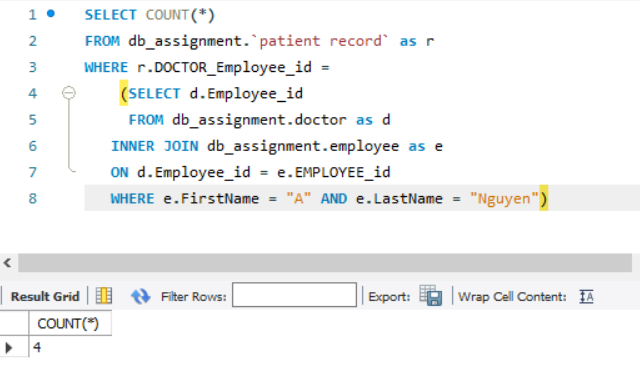 1 SELECT COUNT(*)
2 FROM db_assignment.`patient record` as r
3 WHERE r.DOCTOR_Employee_id =
4 (SELECT d.Employee_id
5 FROM db_assignment.doctor as d
6 INNER JOIN db_assignment.employee as e
7 ON d.Employee_id = e.EMPLOYEE_id
8 WHERE e.FirstName = "A" AND e.LastName = "Nguyen")
Result Grid Filter Rows: Export: Wrap Cell Content: IA
COUNT(*)
4